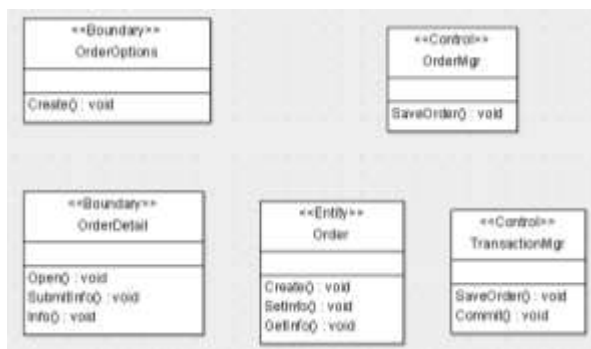 <<Boundary>>
OrderOptions
Create() : void
<<Control>>
OrderMgr
SaveOrder() : void
<<Boundary>>
OrderDetail
Open() : void
SubmitInfo() : void
Info() : void
<<Entity>>
Order
Create() : void
SetInfo() : void
GetInfo() : void
<<Control>>
TransactionMgr
SaveOrder() : void
Commit() : void